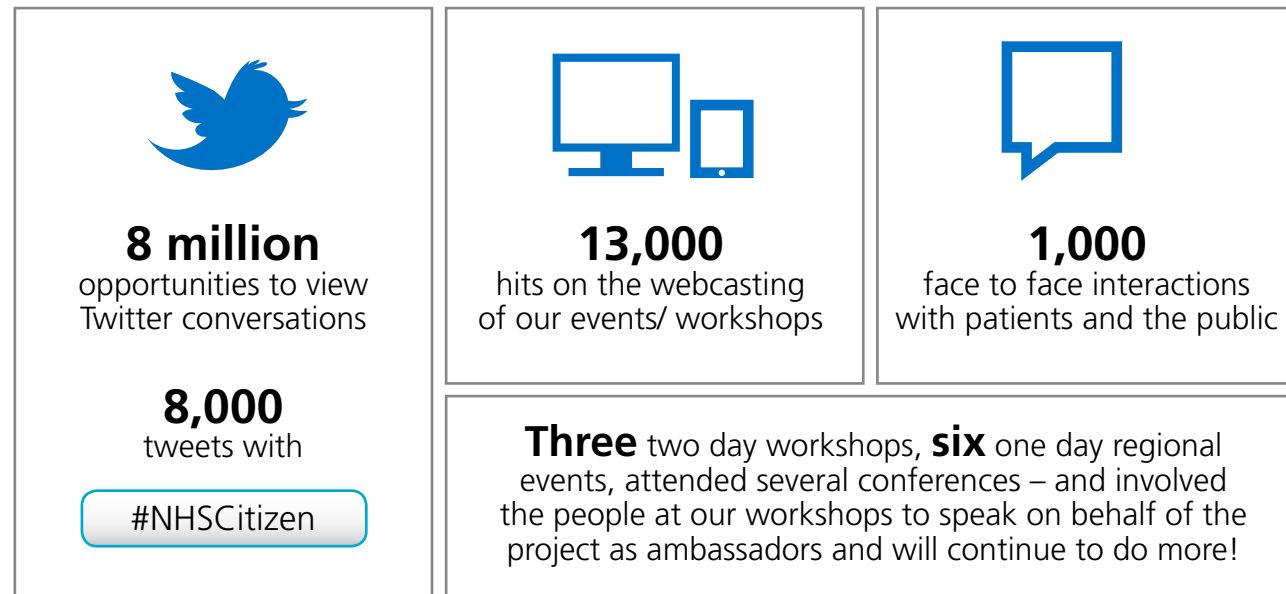 8 million
opportunities to view
Twitter conversations
8,000
tweets with
#NHSCitizen
13,000
hits on the webcasting
of our events/ workshops
1,000
face to face interactions
with patients and the public
Three two day workshops, six one day regional
events, attended several conferences – and involved
the people at our workshops to speak on behalf of the
project as ambassadors and will continue to do more!